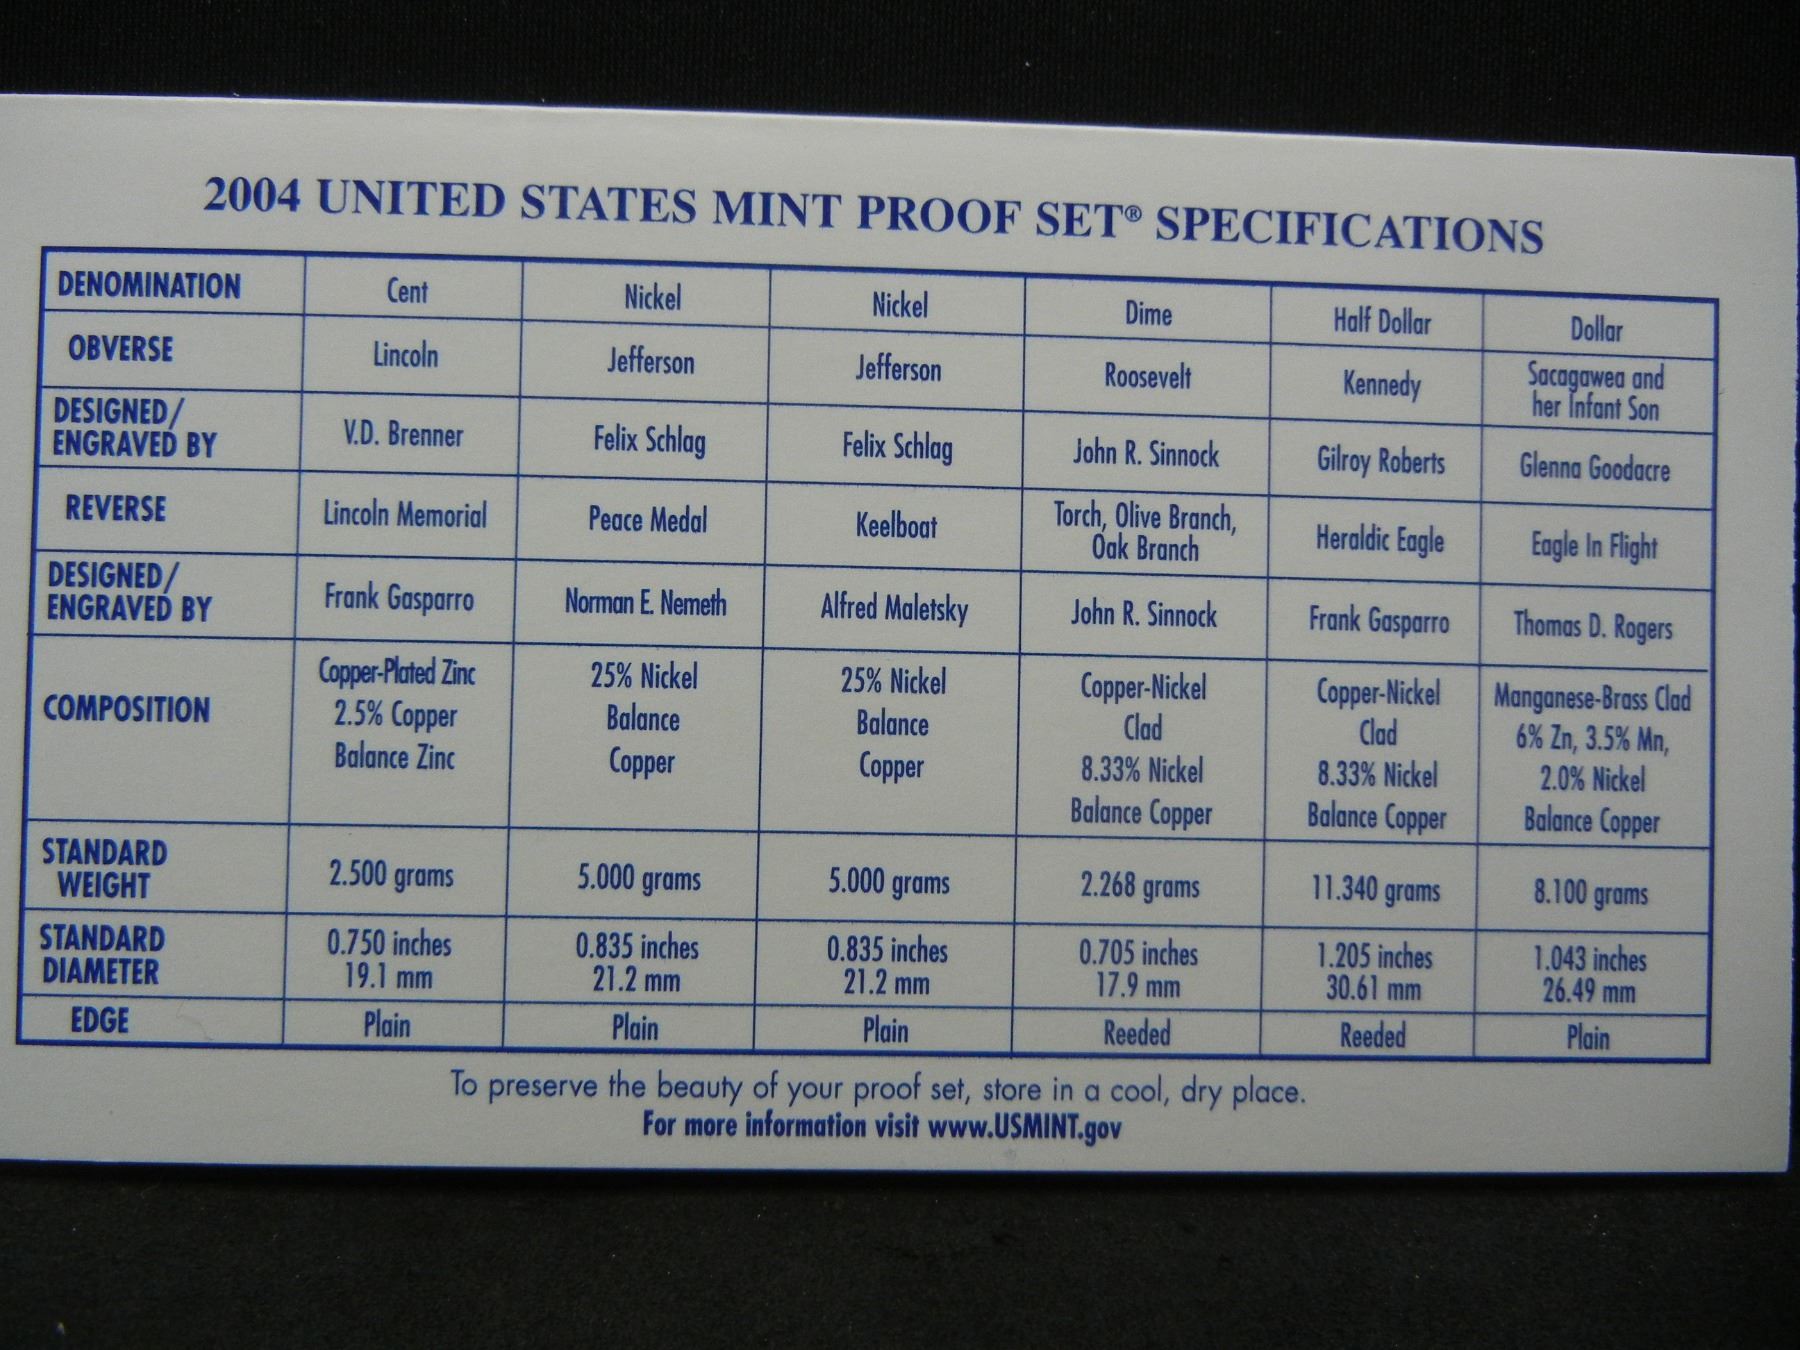 2004 UNITED STATES MINT PROOF SET® SPECIFICATIONS
DENOMINATION Cent Nickel Nickel Dime Half Dollar Dollar
OBVERSE Lincoln Jefferson Jefferson Roosevelt Kennedy Sacagawea and
her Infant Son
DESIGNED/
ENGRAVED BY V.D. Brenner Felix Schlag Felix Schlag John R. Sinnock Gilroy Roberts Glenna Goodacre
REVERSE Lincoln Memorial Peace Medal Keelboat Torch, Olive Branch, Heraldic Eagle Eagle In Flight
Oak Branch
DESIGNED/
ENGRAVED BY Frank Gasparro Norman E. Nemeth Alfred Maletsky John R. Sinnock Frank Gasparro Thomas D. Rogers
Copper-Plated Zinc 25% Nickel 25% Nickel Copper-Nickel Copper-Nickel Manganese-Brass Clad
COMPOSITION 2.5% Copper Balance Balance Clad Clad 6% Zn, 3.5% Mn,
Balance Zinc Copper Copper 8.33% Nickel 8.33% Nickel 2.0% Nickel
Balance Copper Balance Copper Balance Copper
STANDARD
WEIGHT 2.500 grams 5.000 grams 5.000 grams 2.268 grams 11.340 grams 8.100 grams
STANDARD 0.750 inches 0.835 inches 0.835 inches 0.705 inches 1.205 inches 1.043 inches
DIAMETER 19.1 mm 21.2 mm 21.2 mm 17.9 mm 30.61 mm 26.49 mm
EDGE Plain Plain Plain Reeded Reeded Plain
To preserve the beauty of your proof set, store in a cool, dry place.
For more information visit www.USMINT.gov